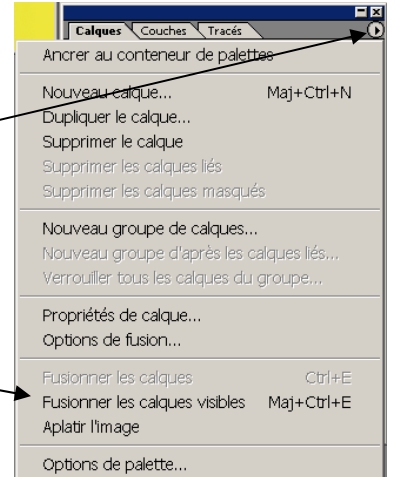 Calques Couches Tracés
Ancrer au conteneur de palettes
Nouveau calque... Maj+Ctrl+N
Dupliquer le calque...
Supprimer le calque
Supprimer les calques liés
Supprimer les calques masqués
Nouveau groupe de calques...
Nouveau groupe d'après les calques liés...
Verrouiller tous les calques du groupe...
Propriétés de calque...
Options de fusion...
Fusionner les calques Ctrl+E
Fusionner les calques visibles Maj+Ctrl+E
Aplatir l'image
Options de palette...